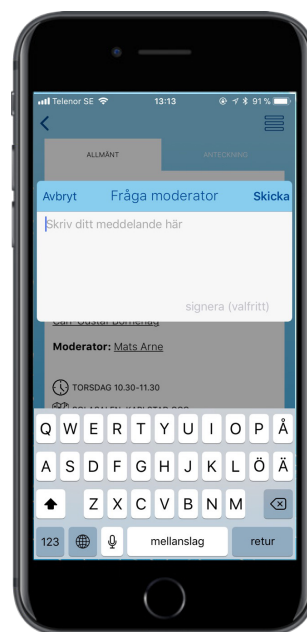 Telenor SE 13:13 91 %
ALLMÄNT ANTECKNING
Avbryt Fråga moderator Skicka
Skriv ditt meddelande här
signera (valfritt)
Moderator: Mats Arne
TORSDAG 10.30-11.30
Q W E R T Y U I O P Å
A S D F G H J K L Ö Ä
Z X C V B N M
123 mellanslag retur